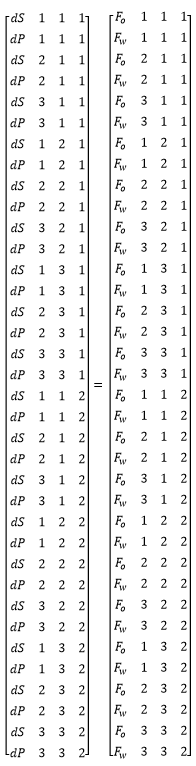 dS 1 1 1 F_o 1 1 1
dP 1 1 1 F_w 1 1 1
dS 2 1 1 F_o 2 1 1
dP 2 1 1 F_w 2 1 1
dS 3 1 1 F_o 3 1 1
dP 3 1 1 F_w 3 1 1
dS 1 2 1 F_o 1 2 1
dP 1 2 1 F_w 1 2 1
dS 2 2 1 F_o 2 2 1
dP 2 2 1 F_w 2 2 1
dS 3 2 1 F_o 3 2 1
dP 3 2 1 F_w 3 2 1
dS 1 3 1 F_o 1 3 1
dP 1 3 1 F_w 1 3 1
dS 2 3 1 F_o 2 3 1
dP 2 3 1 F_w 2 3 1
dS 3 3 1 F_o 3 3 1
dP 3 3 1 = F_w 3 3 1
dS 1 1 2 F_o 1 1 2
dP 1 1 2 F_w 1 1 2
dS 2 1 2 F_o 2 1 2
dP 2 1 2 F_w 2 1 2
dS 3 1 2 F_o 3 1 2
dP 3 1 2 F_w 3 1 2
dS 1 2 2 F_o 1 2 2
dP 1 2 2 F_w 1 2 2
dS 2 2 2 F_o 2 2 2
dP 2 2 2 F_w 2 2 2
dS 3 2 2 F_o 3 2 2
dP 3 2 2 F_w 3 2 2
dS 1 3 2 F_o 1 3 2
dP 1 3 2 F_w 1 3 2
dS 2 3 2 F_o 2 3 2
dP 2 3 2 F_w 2 3 2
dS 3 3 2 F_o 3 3 2
dP 3 3 2 F_w 3 3 2